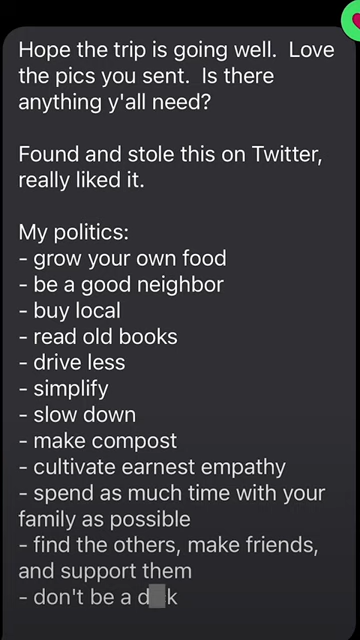 Hope the trip is going well.  Love
the pics you sent.  Is there
anything y'all need?
Found and stole this on Twitter,
really liked it.
My politics:
- grow your own food
- be a good neighbor
- buy local
- read old books
- drive less
- simplify
- slow down
- make compost
- cultivate earnest empathy
- spend as much time with your
family as possible
- find the others, make friends,
and support them
- don't be a